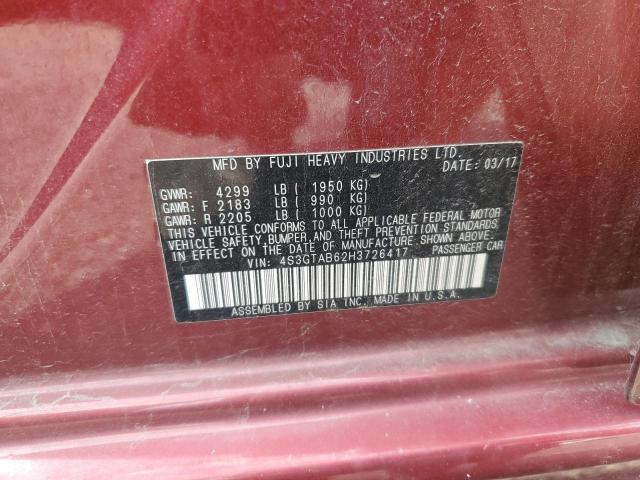 MFD BY FUJI HEAVY INDUSTRIES LTD.
DATE: 03/17
GVWR: 4299 LB ( 1950 KG)
GAWR: F 2183 LB ( 990 KG)
GAWR: R 2205 LB ( 1000 KG)
THIS VEHICLE CONFORMS TO ALL APPLICABLE FEDERAL MOTOR
VEHICLE SAFETY, BUMPER, AND THEFT PREVENTION STANDARDS
IN EFFECT ON THE DATE OF MANUFACTURE SHOWN ABOVE.
VIN: 4S3GTAB62H3726417 PASSENGER CAR
ASSEMBLED BY SIA INC. MADE IN U.S.A.